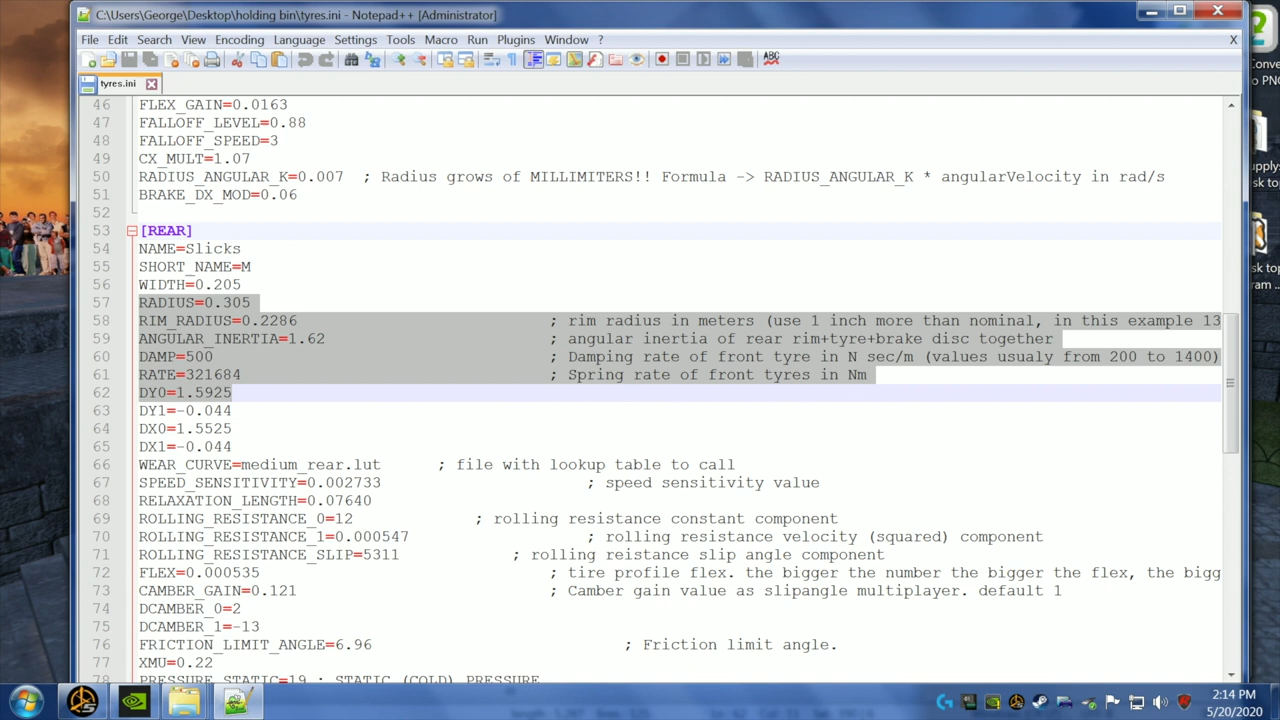 C:\Users\George\Desktop\holding bin\tyres.ini - Notepad++ [Administrator]
File Edit Search View Encoding Language Settings Tools Macro Run Plugins Window ? X
tyres.ini
46 FLEX_GAIN=0.0163
47 FALLOFF_LEVEL=0.88
48 FALLOFF_SPEED=3
49 CX_MULT=1.07
50 RADIUS_ANGULAR_K=0.007 ; Radius grows of MILLIMITERS!! Formula -> RADIUS_ANGULAR_K * angularVelocity in rad/s
51 BRAKE_DX_MOD=0.06
52
53 [REAR]
54 NAME=Slicks
55 SHORT_NAME=M
56 WIDTH=0.205
57 RADIUS=0.305
58 RIM_RADIUS=0.2286 ; rim radius in meters (use 1 inch more than nominal, in this example 13
59 ANGULAR_INERTIA=1.62 ; angular inertia of rear rim+tyre+brake disc together
60 DAMP=500 ; Damping rate of front tyre in N sec/m (values usualy from 200 to 1400)
61 RATE=321684 ; Spring rate of front tyres in Nm
62 DY0=1.5925
63 DY1=-0.044
64 DX0=1.5525
65 DX1=-0.044
66 WEAR_CURVE=medium_rear.lut ; file with lookup table to call
67 SPEED_SENSITIVITY=0.002733 ; speed sensitivity value
68 RELAXATION_LENGTH=0.07640
69 ROLLING_RESISTANCE_0=12 ; rolling resistance constant component
70 ROLLING_RESISTANCE_1=0.000547 ; rolling resistance velocity (squared) component
71 ROLLING_RESISTANCE_SLIP=5311 ; rolling reistance slip angle component
72 FLEX=0.000535 ; tire profile flex. the bigger the number the bigger the flex, the bigg
73 CAMBER_GAIN=0.121 ; Camber gain value as slipangle multiplayer. default 1
74 DCAMBER_0=2
75 DCAMBER_1=-13
76 FRICTION_LIMIT_ANGLE=6.96 ; Friction limit angle.
77 XMU=0.22
78 PRESSURE_STATIC=19 ; STATIC (COLD) PRESSURE
Conve
o PNG
supply
sk top
ram ...
2:14 PM
5/20/2020